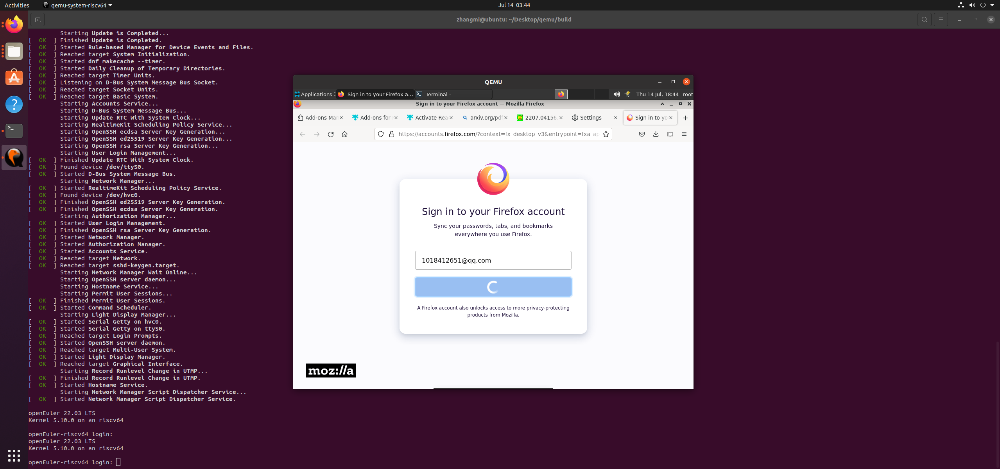 Activities
qemu-system-riscv64
Jul 14 03:44
zhangmi@ubuntu: ~/Desktop/qemu/build
Starting Update is Completed...
[ OK ] Finished Update is Completed.
[ OK ] Started Rule-based Manager for Device Events and Files.
[ OK ] Reached target System Initialization.
[ OK ] Started dnf makecache --timer.
[ OK ] Started Daily Cleanup of Temporary Directories.
[ OK ] Reached target Timer Units.
[ OK ] Listening on D-Bus System Message Bus Socket.
[ OK ] Reached target Socket Units.
[ OK ] Reached target Basic System.
Starting Accounts Service...
Starting D-Bus System Message Bus...
Starting Update RTC With System Clock...
Starting RealtimeKit Scheduling Policy Service...
Starting OpenSSH ecdsa Server Key Generation...
Starting OpenSSH ed25519 Server Key Generation...
Starting OpenSSH rsa Server Key Generation...
Starting User Login Management...
[ OK ] Finished Update RTC With System Clock.
[ OK ] Found device /dev/ttyS0.
[ OK ] Started D-Bus System Message Bus.
Starting Network Manager...
[ OK ] Started RealtimeKit Scheduling Policy Service.
[ OK ] Found device /dev/hvc0.
[ OK ] Finished OpenSSH ed25519 Server Key Generation.
[ OK ] Finished OpenSSH ecdsa Server Key Generation.
Starting Authorization Manager...
[ OK ] Started User Login Management.
[ OK ] Finished OpenSSH rsa Server Key Generation.
[ OK ] Started Network Manager.
[ OK ] Started Authorization Manager.
[ OK ] Started Accounts Service.
[ OK ] Reached target Network.
[ OK ] Reached target sshd-keygen.target.
Starting Network Manager Wait Online...
Starting OpenSSH server daemon...
Starting Hostname Service...
Starting Permit User Sessions...
[ OK ] Finished Permit User Sessions.
[ OK ] Started Command Scheduler.
Starting Light Display Manager...
[ OK ] Started Serial Getty on hvc0.
[ OK ] Started Serial Getty on ttyS0.
[ OK ] Reached target Login Prompts.
[ OK ] Started OpenSSH server daemon.
[ OK ] Reached target Multi-User System.
[ OK ] Started Light Display Manager.
[ OK ] Reached target Graphical Interface.
Starting Record Runlevel Change in UTMP...
[ OK ] Finished Record Runlevel Change in UTMP.
[ OK ] Started Hostname Service.
Starting Network Manager Script Dispatcher Service...
[ OK ] Started Network Manager Script Dispatcher Service.
openEuler 22.03 LTS
Kernel 5.10.0 on an riscv64
openEuler-riscv64 login:
openEuler 22.03 LTS
Kernel 5.10.0 on an riscv64
openEuler-riscv64 login:
QEMU
Applications
Sign in to your Firefox a...
Terminal -
Thu 14 Jul, 18:44
root
Sign in to your Firefox account — Mozilla Firefox
Add-ons Man
Add-ons for
Activate Rea
arxiv.org/pdf
2207.04156
Settings
Sign in to yo
https://accounts.firefox.com/?context=fx_desktop_v3&entrypoint=fxa_ap
Sign in to your Firefox account
Sync your passwords, tabs, and bookmarks
everywhere you use Firefox.
1018412651@qq.com
A Firefox account also unlocks access to more privacy-protecting
products from Mozilla.
moz://a